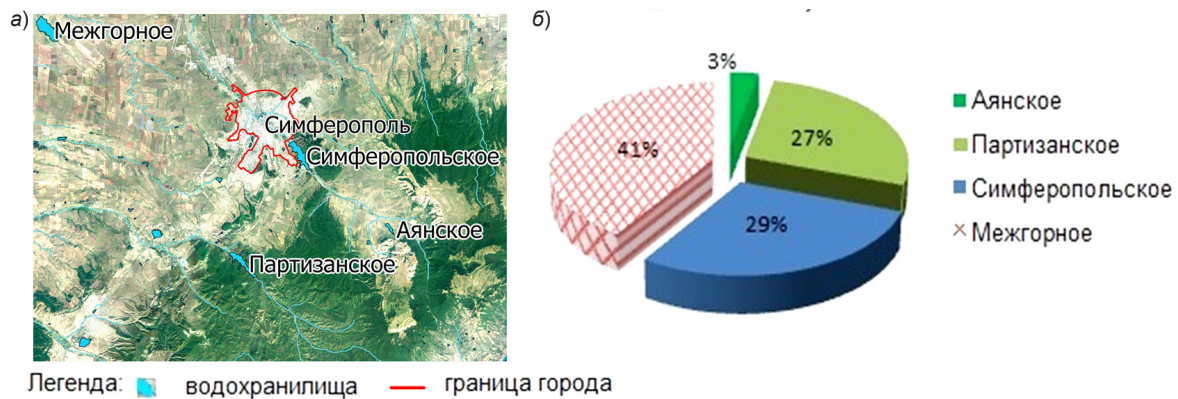 а)
Межгорное
Симферополь
Симферопольское
Аянское
Партизанское
Легенда: водохранилища граница города
б)
3%
27%
29%
41%
Аянское
Партизанское
Симферопольское
Межгорное